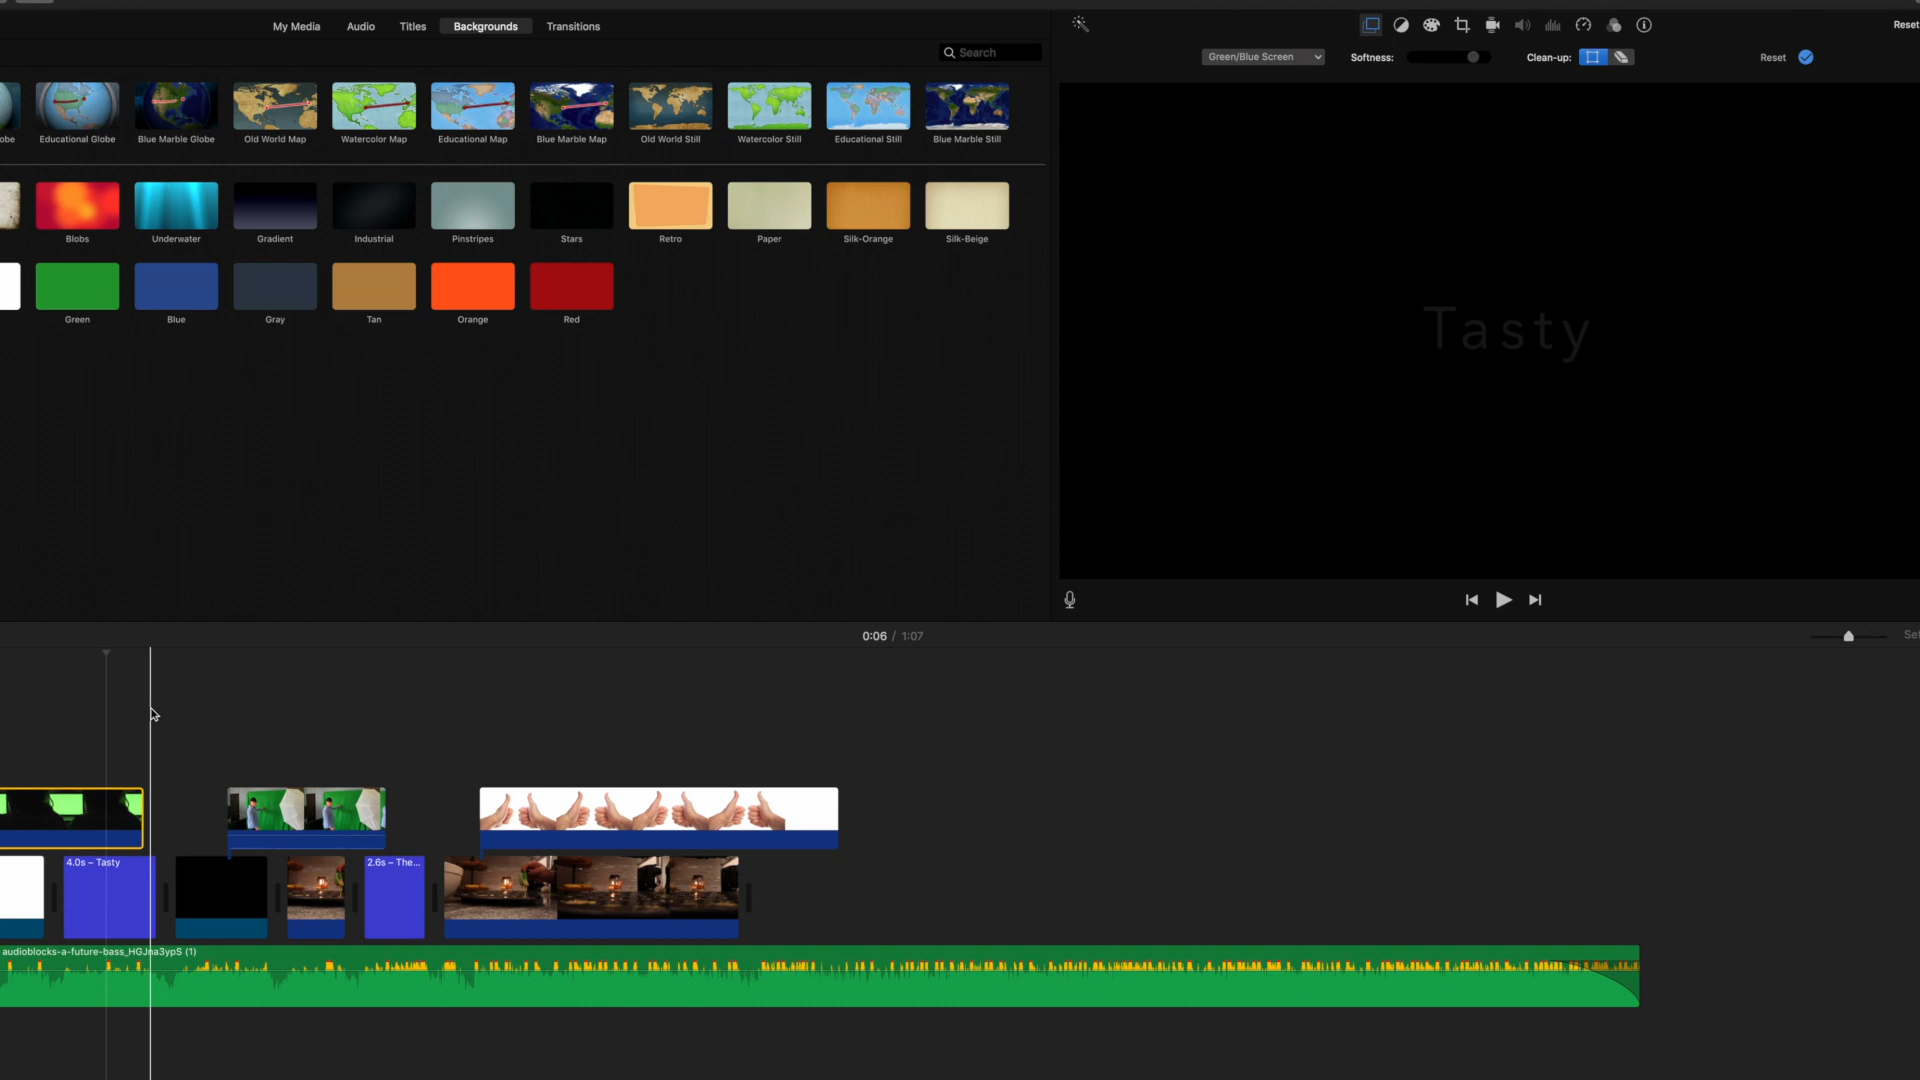 My Media Audio Titles Backgrounds Transitions
Reset
Search
Green/Blue Screen Softness: Clean-up: Reset
obe Educational Globe Blue Marble Globe Old World Map Watercolor Map Educational Map Blue Marble Map Old World Still Watercolor Still Educational Still Blue Marble Still
Blobs Underwater Gradient Industrial Pinstripes Stars Retro Paper Silk-Orange Silk-Beige
Green Blue Gray Tan Orange Red
Tasty
0:06 / 1:07
Set
4.0s – Tasty
2.6s – The...
audioblocks-a-future-bass_HGJna3ypS (1)